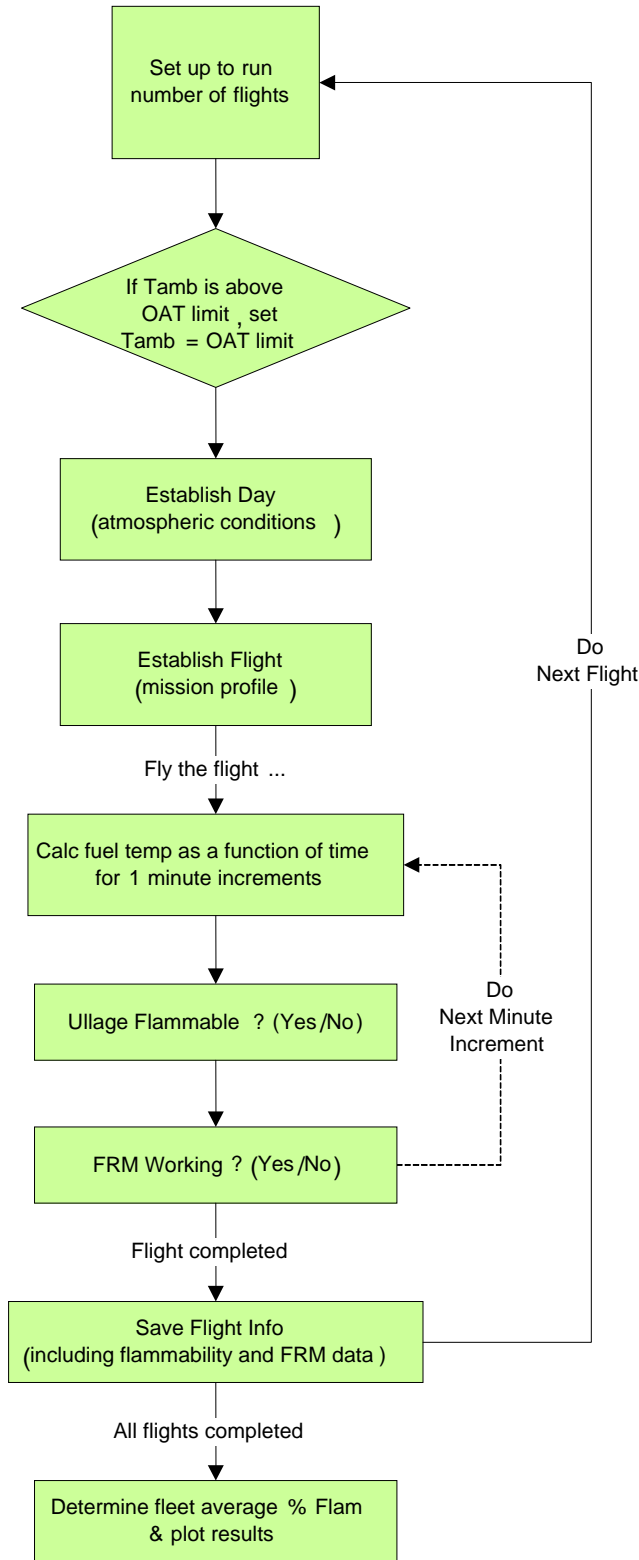 Set up to run
number of flights
If Tamb is above
OAT limit , set
Tamb = OAT limit
Establish Day
(atmospheric conditions )
Establish Flight
(mission profile )
Do
Next Flight
Fly the flight ...
Calc fuel temp as a function of time
for 1 minute increments
Ullage Flammable ? (Yes/No)
Do
Next Minute
Increment
FRM Working ? (Yes/No)
Flight completed
Save Flight Info
(including flammability and FRM data )
All flights completed
Determine fleet average % Flam
& plot results